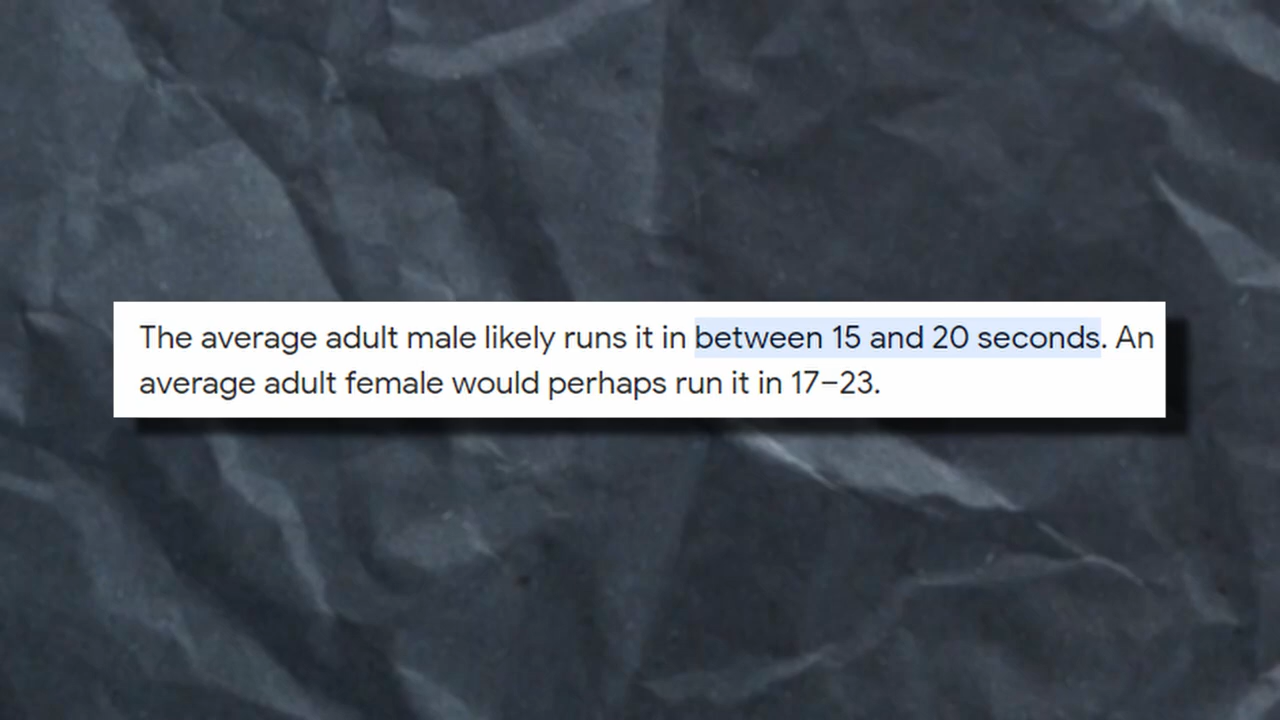 The average adult male likely runs it in between 15 and 20 seconds. An
average adult female would perhaps run it in 17–23.